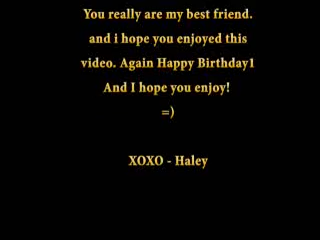 You really are my best friend.
and i hope you enjoyed this
video. Again Happy Birthday1
And I hope you enjoy!
=)
XOXO - Haley